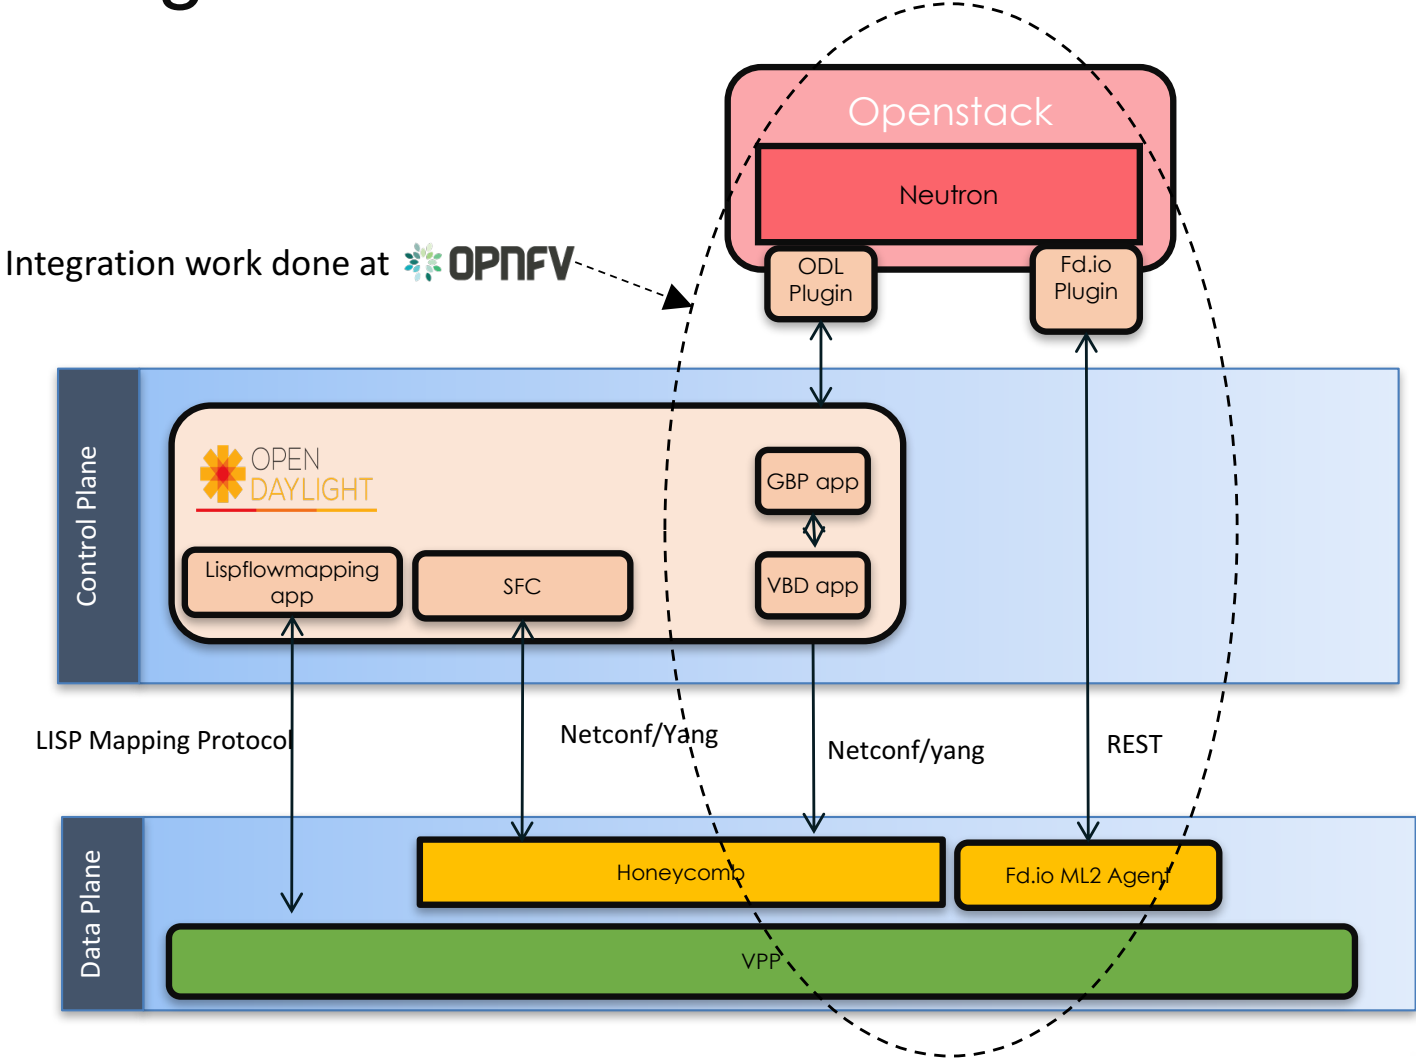 Openstack
Neutron
Integration work done at OPNFV
ODL
Plugin
Fd.io
Plugin
Control Plane
OPEN
DAYLIGHT
GBP app
Lispflowmapping
app
SFC
VBD app
LISP Mapping Protocol
Netconf/Yang
Netconf/yang
REST
Data Plane
Honeycomb
Fd.io ML2 Agent
VPP